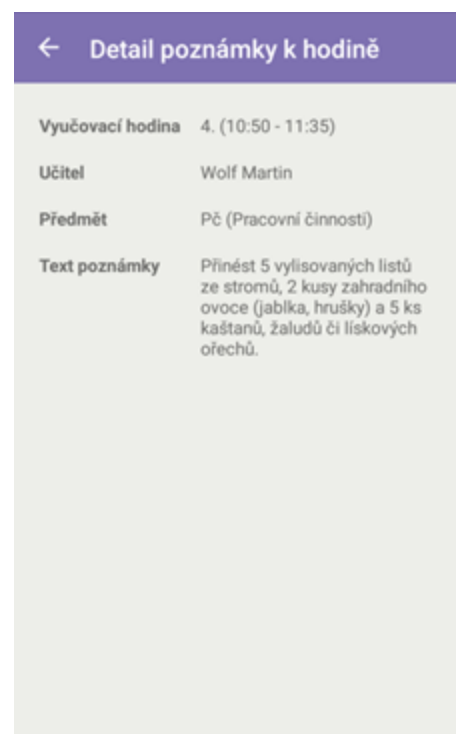 Detail poznámky k hodině
Vyučovací hodina 4. (10:50 - 11:35)
Učitel Wolf Martin
Předmět Pč (Pracovní činnosti)
Text poznámky Přinést 5 vylisovaných listů
ze stromů, 2 kusy zahradního
ovoce (jablka, hrušky) a 5 ks
kaštanů, žaludů či lískových
ořechů.